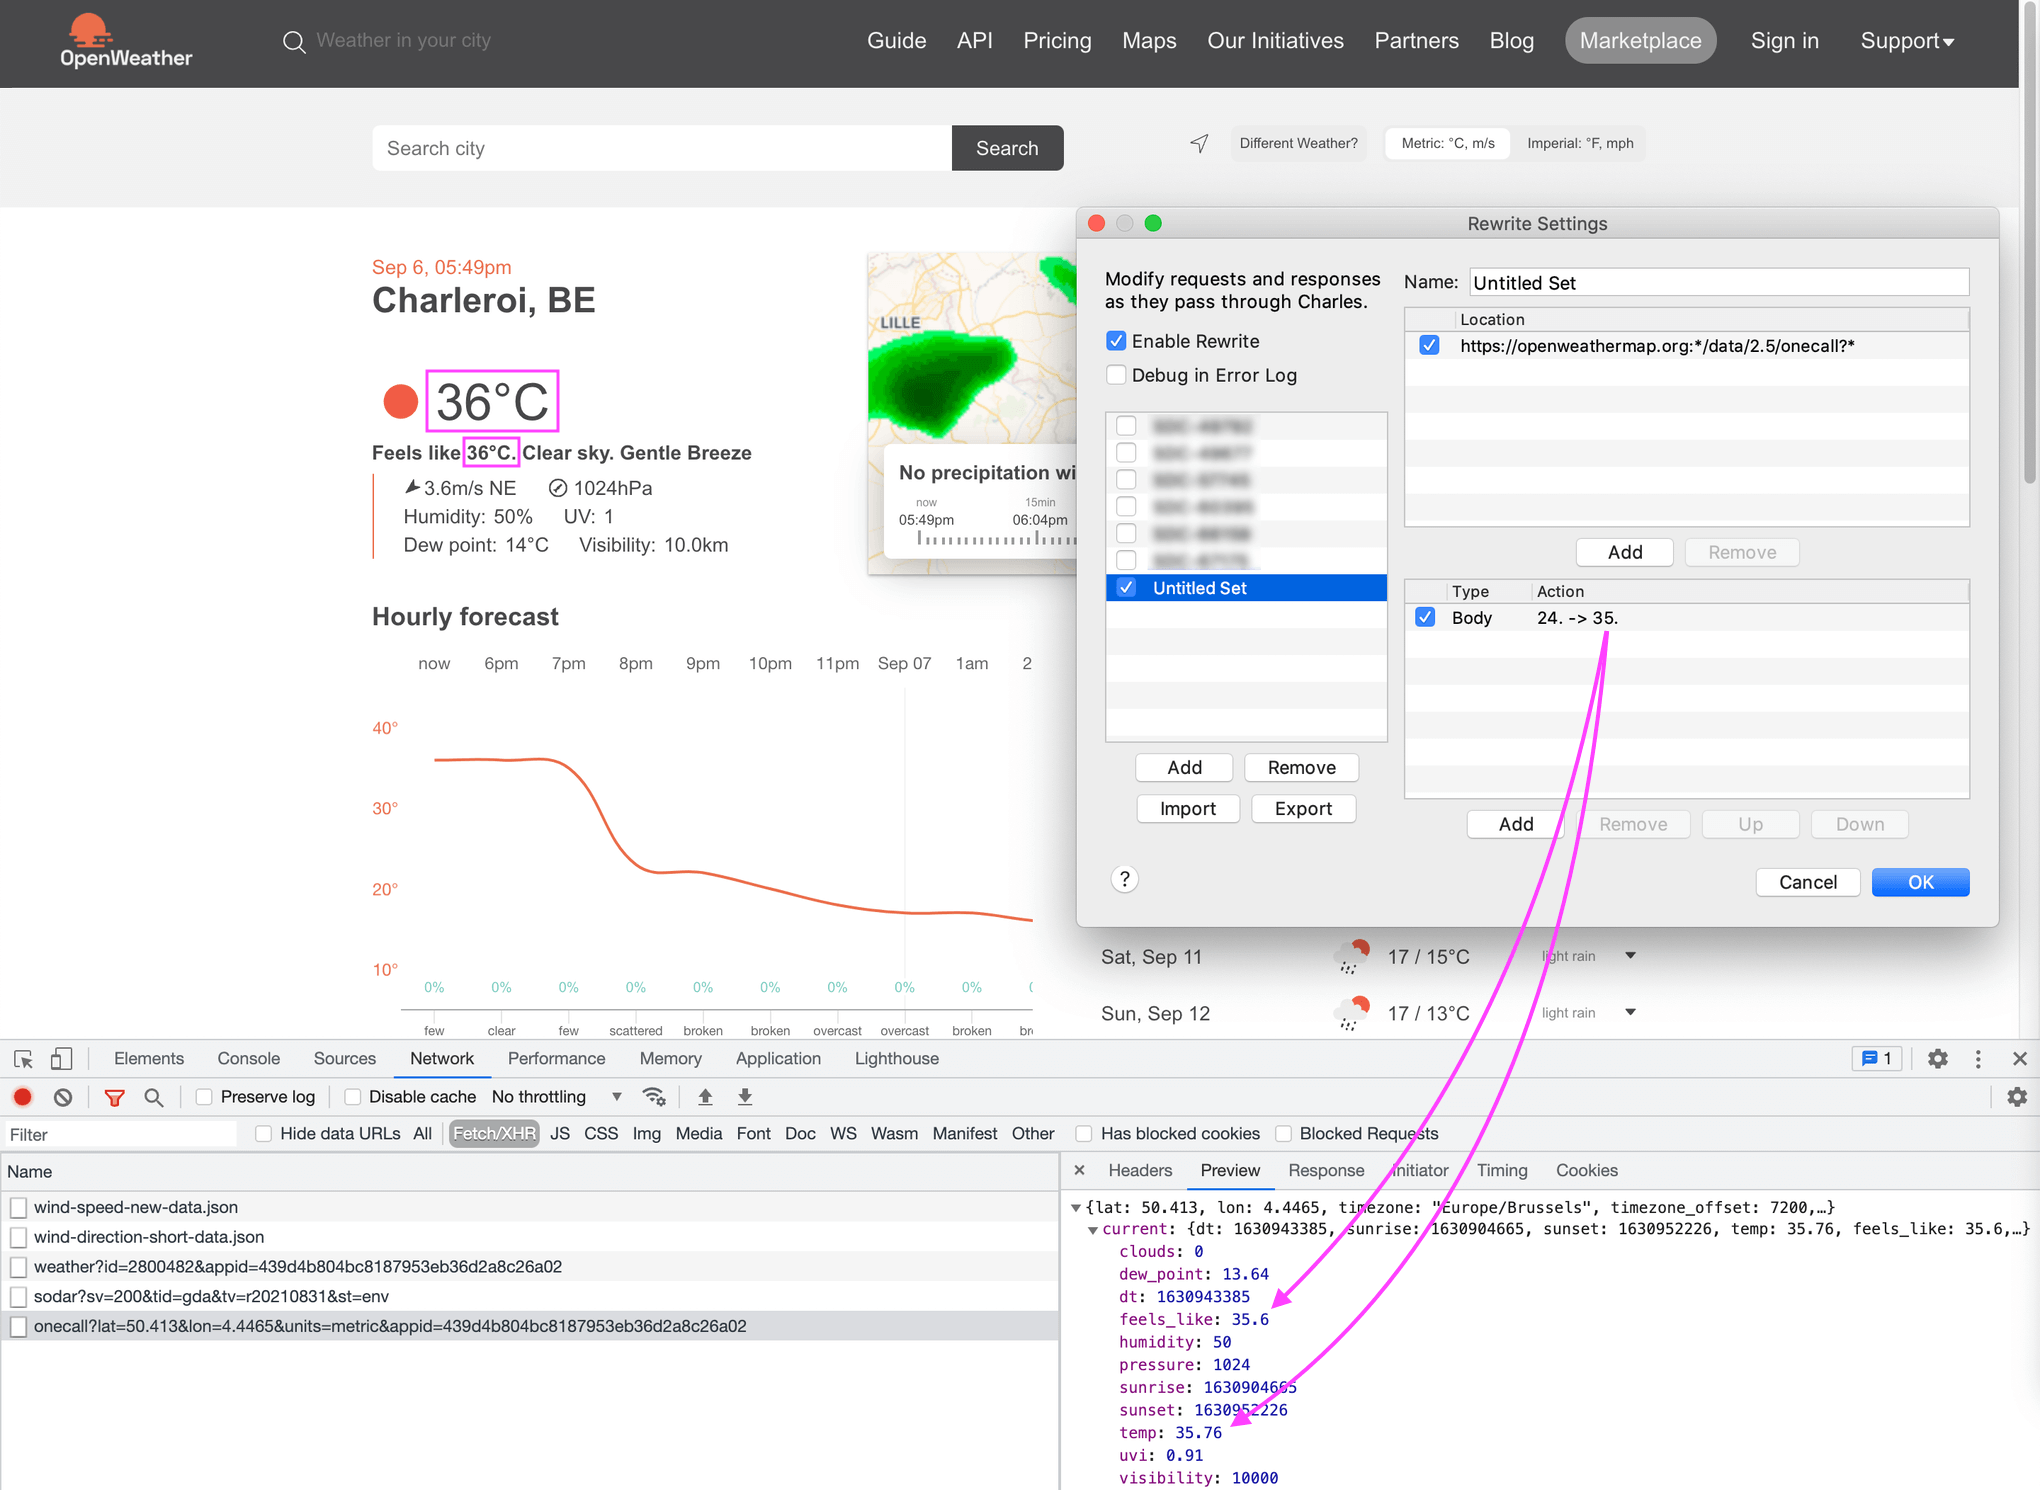 OpenWeather
Weather in your city
Guide API Pricing Maps Our Initiatives Partners Blog Marketplace Sign in Support
Search city
Search
Different Weather?
Metric: °C, m/s
Imperial: °F, mph
Sep 6, 05:49pm
Charleroi, BE
36°C
Feels like 36°C. Clear sky. Gentle Breeze
3.6m/s NE 1024hPa
Humidity: 50% UV: 1
Dew point: 14°C Visibility: 10.0km
LILLE
No precipitation wi
now 15min
05:49pm 06:04pm
Hourly forecast
now 6pm 7pm 8pm 9pm 10pm 11pm Sep 07 1am 2
40°
30°
20°
10°
0% 0% 0% 0% 0% 0% 0% 0% 0%
few clear few scattered broken broken overcast overcast broken br
Rewrite Settings
Modify requests and responses
as they pass through Charles.
Enable Rewrite
Debug in Error Log
Untitled Set
Add Remove
Import Export
?
Name: Untitled Set
Location
https://openweathermap.org:*/data/2.5/onecall?*
Add Remove
Type Action
Body 24. -> 35.
Add Remove Up Down
Cancel OK
Sat, Sep 11 17 / 15°C light rain
Sun, Sep 12 17 / 13°C light rain
Elements Console Sources Network Performance Memory Application Lighthouse 1
Preserve log Disable cache No throttling
Filter Hide data URLs All Fetch/XHR JS CSS Img Media Font Doc WS Wasm Manifest Other Has blocked cookies Blocked Requests
Name
wind-speed-new-data.json
wind-direction-short-data.json
weather?id=2800482&appid=439d4b804bc8187953eb36d2a8c26a02
sodar?sv=200&tid=gda&tv=r20210831&st=env
onecall?lat=50.413&lon=4.4465&units=metric&appid=439d4b804bc8187953eb36d2a8c26a02
× Headers Preview Response Initiator Timing Cookies
{lat: 50.413, lon: 4.4465, timezone: "Europe/Brussels", timezone_offset: 7200,…}
current: {dt: 1630943385, sunrise: 1630904665, sunset: 1630952226, temp: 35.76, feels_like: 35.6,…}
clouds: 0
dew_point: 13.64
dt: 1630943385
feels_like: 35.6
humidity: 50
pressure: 1024
sunrise: 1630904665
sunset: 1630952226
temp: 35.76
uvi: 0.91
visibility: 10000